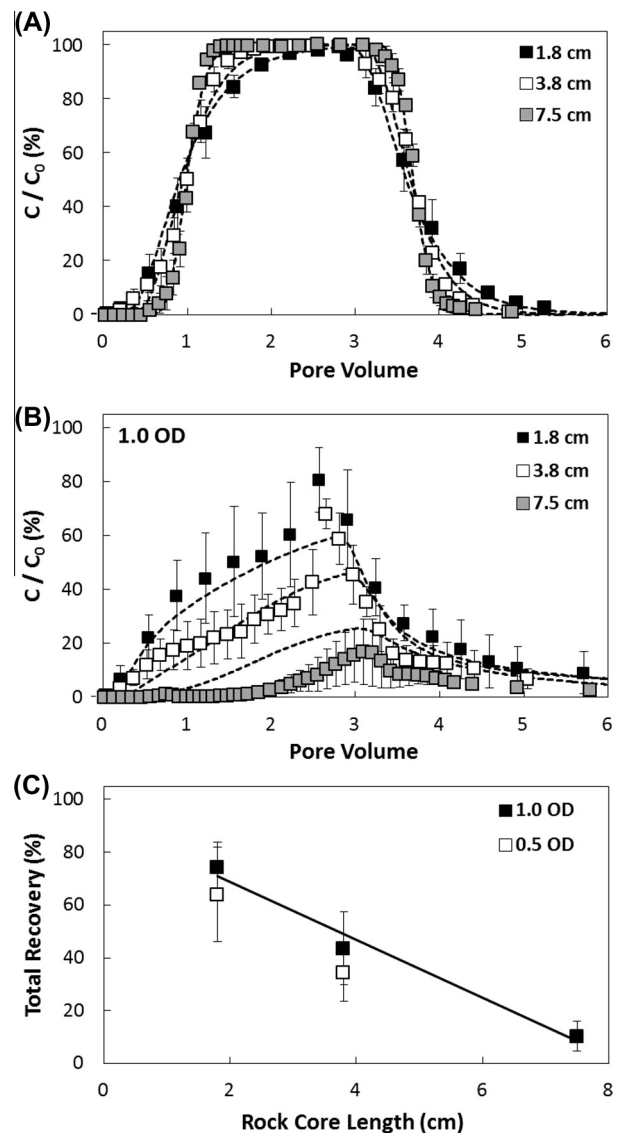 (A)
100
80
60
40
20
0
C / C0 (%)
1.8 cm
3.8 cm
7.5 cm
0 1 2 3 4 5 6
Pore Volume
(B)
1.0 OD
100
80
60
40
20
0
C / C0 (%)
1.8 cm
3.8 cm
7.5 cm
0 1 2 3 4 5 6
Pore Volume
(C)
100
80
60
40
20
0
Total Recovery (%)
1.0 OD
0.5 OD
0 2 4 6 8
Rock Core Length (cm)